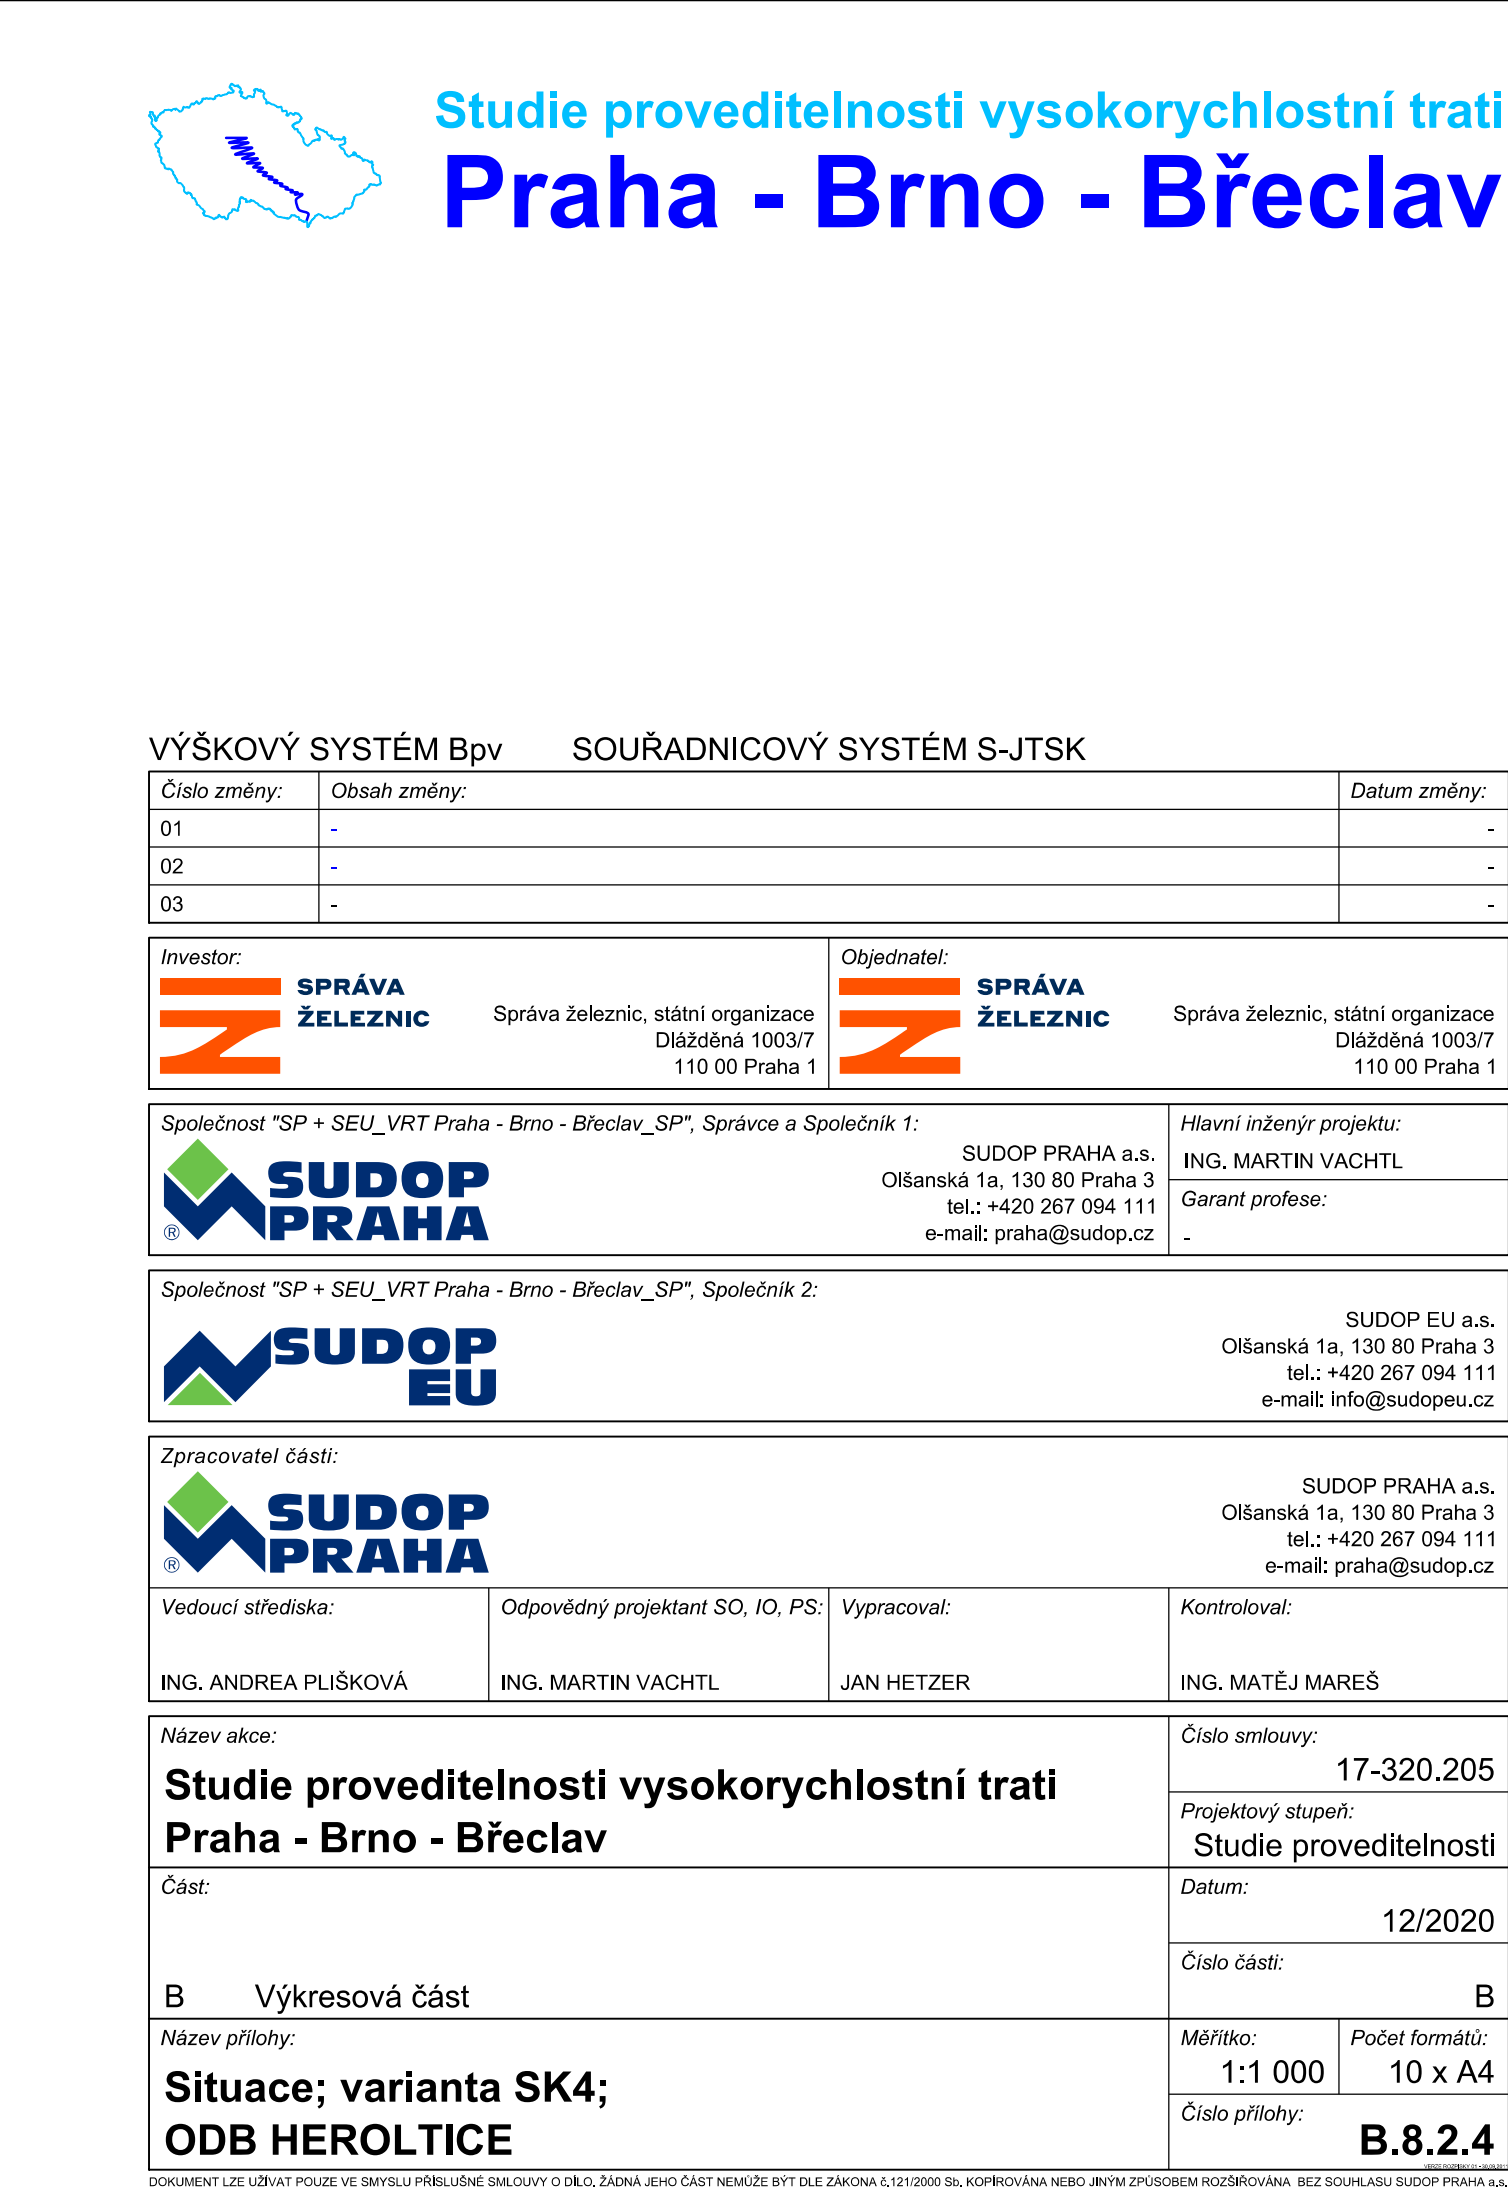 Studie proveditelnosti vysokorychlostní trati
Praha - Brno - Břeclav
VÝŠKOVÝ SYSTÉM Bpv SOUŘADNICOVÝ SYSTÉM S-JTSK
Číslo změny: Obsah změny: Datum změny:
01 - -
02 - -
03 - -
Investor:
SPRÁVA
ŽELEZNIC
Správa železnic, státní organizace
Dlážděná 1003/7
110 00 Praha 1
Objednatel:
SPRÁVA
ŽELEZNIC
Správa železnic, státní organizace
Dlážděná 1003/7
110 00 Praha 1
Společnost "SP + SEU_VRT Praha - Brno - Břeclav_SP", Správce a Společník 1:
SUDOP
PRAHA
®
SUDOP PRAHA a.s.
Olšanská 1a, 130 80 Praha 3
tel.: +420 267 094 111
e-mail: praha@sudop.cz
Hlavní inženýr projektu:
ING. MARTIN VACHTL
Garant profese:
-
Společnost "SP + SEU_VRT Praha - Brno - Břeclav_SP", Společník 2:
SUDOP
EU
SUDOP EU a.s.
Olšanská 1a, 130 80 Praha 3
tel.: +420 267 094 111
e-mail: info@sudopeu.cz
Zpracovatel části:
SUDOP
PRAHA
®
SUDOP PRAHA a.s.
Olšanská 1a, 130 80 Praha 3
tel.: +420 267 094 111
e-mail: praha@sudop.cz
Vedoucí střediska:
ING. ANDREA PLIŠKOVÁ
Odpovědný projektant SO, IO, PS:
ING. MARTIN VACHTL
Vypracoval:
JAN HETZER
Kontroloval:
ING. MATĚJ MAREŠ
Název akce:
Studie proveditelnosti vysokorychlostní trati
Praha - Brno - Břeclav
Číslo smlouvy:
17-320.205
Projektový stupeň:
Studie proveditelnosti
Část:
B Výkresová část
Datum:
12/2020
Číslo části:
B
Název přílohy:
Situace; varianta SK4;
ODB HEROLTICE
Měřítko:
1:1 000
Počet formátů:
10 x A4
Číslo přílohy:
B.8.2.4
VERZE ROZPISKY 01 - 30.09.2011
DOKUMENT LZE UŽÍVAT POUZE VE SMYSLU PŘÍSLUŠNÉ SMLOUVY O DÍLO. ŽÁDNÁ JEHO ČÁST NEMŮŽE BÝT DLE ZÁKONA č.121/2000 Sb. KOPÍROVÁNA NEBO JINÝM ZPŮSOBEM ROZŠIŘOVÁNA BEZ SOUHLASU SUDOP PRAHA a.s.